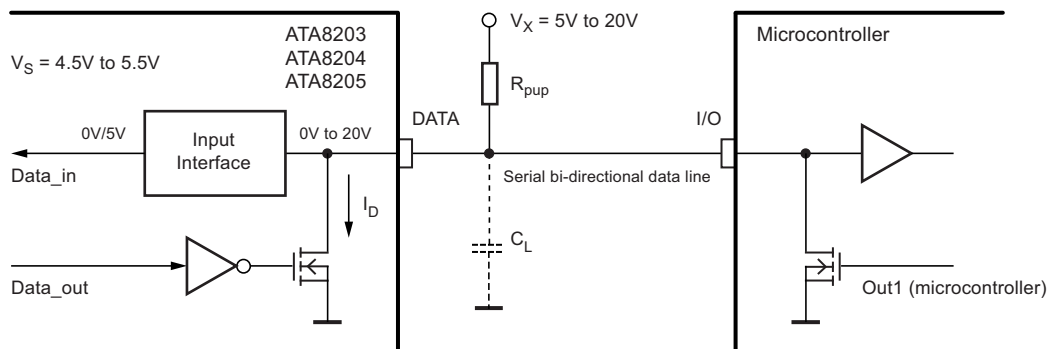 V_X = 5V to 20V
ATA8203
ATA8204
ATA8205
Microcontroller
V_S = 4.5V to 5.5V
R_pup
0V/5V
Input
Interface
0V to 20V
DATA
I/O
Data_in
Serial bi-directional data line
I_D
C_L
Data_out
Out1 (microcontroller)